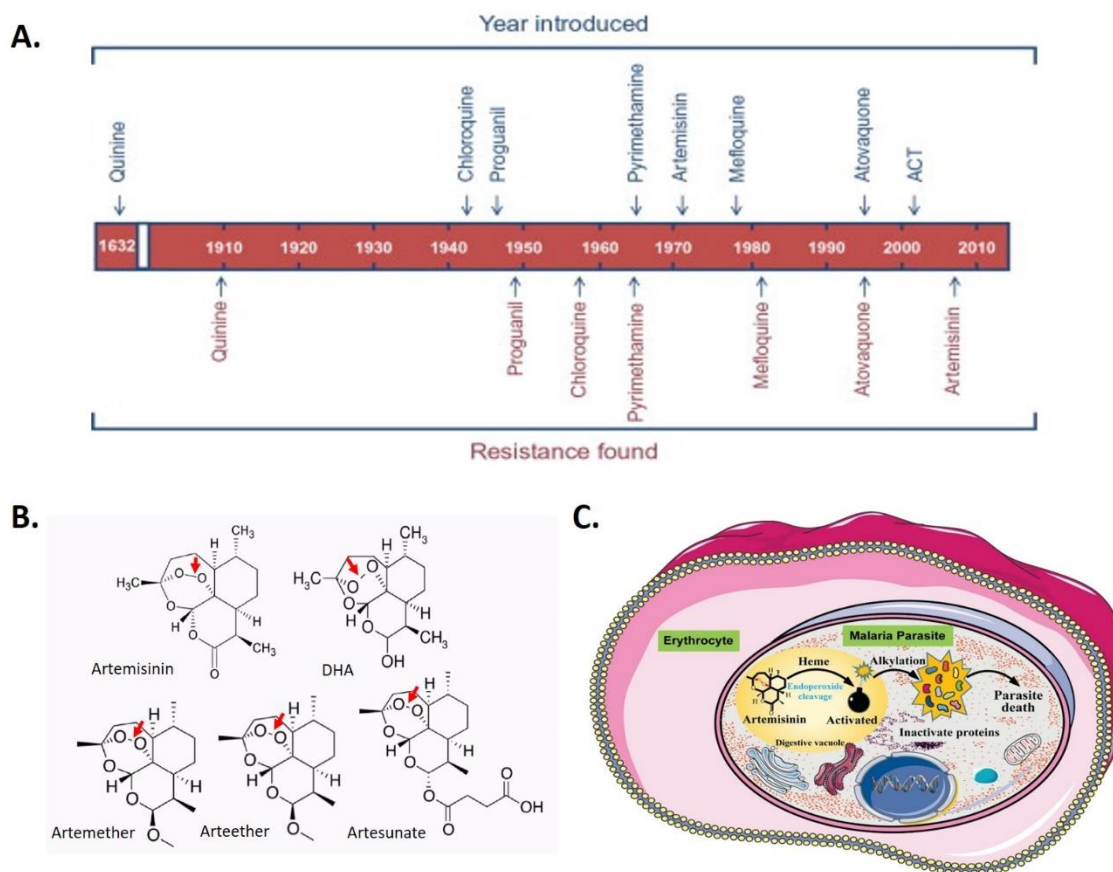 A.
Year introduced
Quinine
Chloroquine
Proguanil
Pyrimethamine
Artemisinin
Mefloquine
Atovaquone
ACT
1632 1910 1920 1930 1940 1950 1960 1970 1980 1990 2000 2010
Quinine
Proguanil
Chloroquine
Pyrimethamine
Mefloquine
Atovaquone
Artemisinin
Resistance found
B.
CH₃
H
O
O
H₃C
O
H
O
H
CH₃
O
Artemisinin
CH₃
H
O
O
H₃C
O
H
O
H
CH₃
OH
DHA
H
O
O
O
H
O
H
O
Artemether
H
O
O
O
H
O
H
O
Arteether
H
O
O
O
H
O
H
O
O
O
OH
Artesunate
C.
Erythrocyte
Malaria Parasite
Heme
Endoperoxide
cleavage
Alkylation
Artemisinin
Activated
Parasite
death
Inactivate proteins
Digestive vacuole